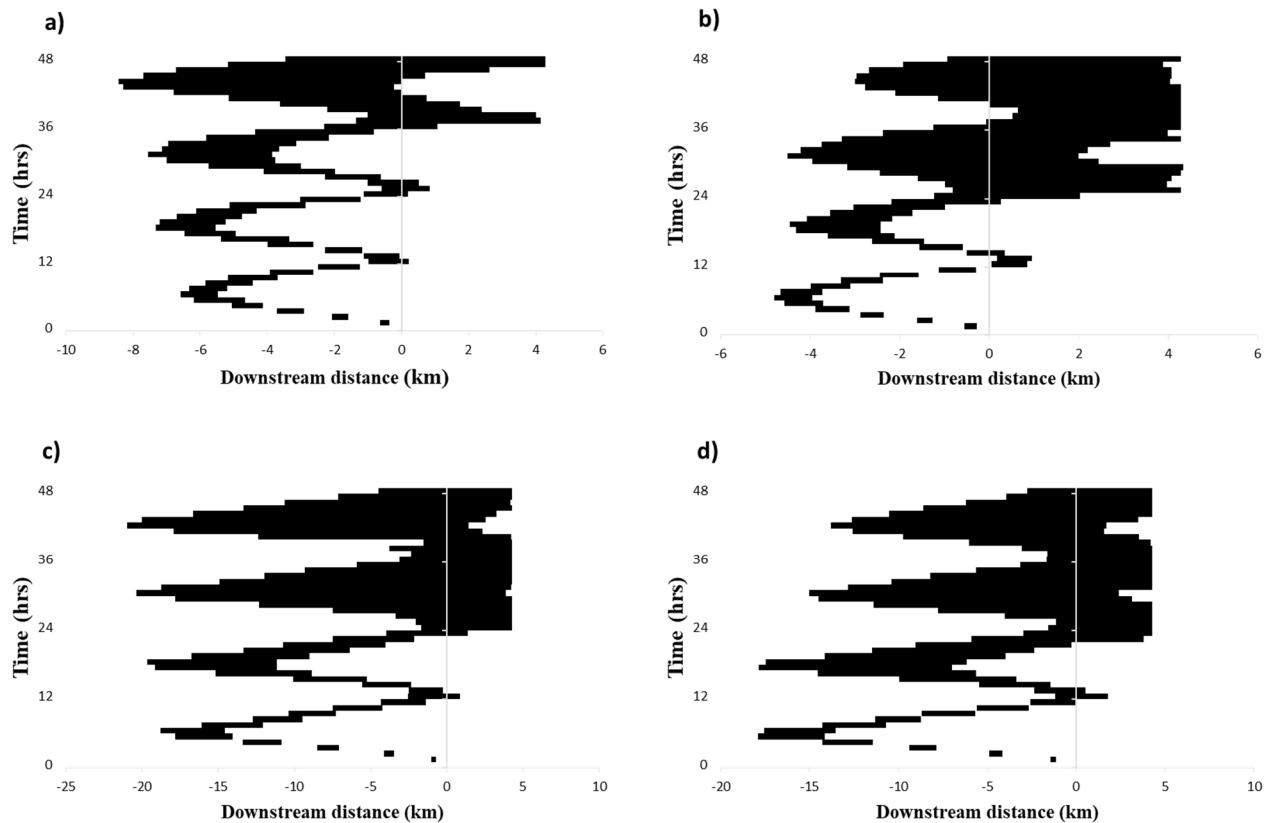 a)
48
36
24
12
0
Time (hrs)
-10 -8 -6 -4 -2 0 2 4 6
Downstream distance (km)
b)
48
36
24
12
0
Time (hrs)
-6 -4 -2 0 2 4 6
Downstream distance (km)
c)
48
36
24
12
0
Time (hrs)
-25 -20 -15 -10 -5 0 5 10
Downstream distance (km)
d)
48
36
24
12
0
Time (hrs)
-20 -15 -10 -5 0 5 10
Downstream distance (km)